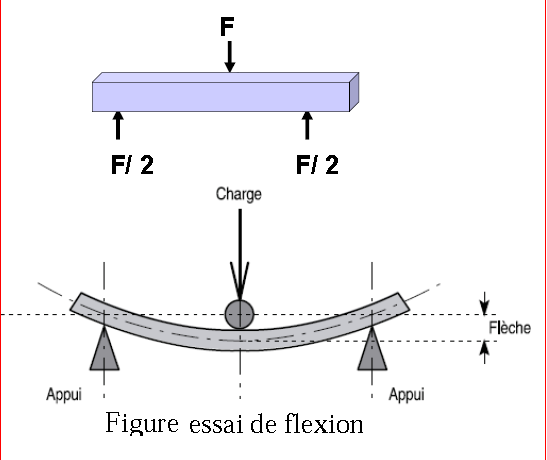 F
F/ 2 F/ 2
Charge
Flèche
Appui Appui
Figure essai de flexion